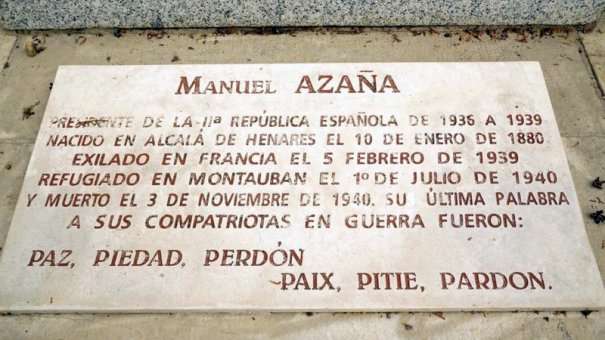 MANUEL AZAÑA
PRESIDENTE DE LA IIª REPÚBLICA ESPAÑOLA DE 1936 A 1939
NACIDO EN ALCALÁ DE HENARES EL 10 DE ENERO DE 1880
EXILADO EN FRANCIA EL 5 FEBRERO DE 1939
REFUGIADO EN MONTAUBAN EL 1º DE JULIO DE 1940
Y MUERTO EL 3 DE NOVIEMBRE DE 1940. SU ÚLTIMA PALABRA
A SUS COMPATRIOTAS EN GUERRA FUERON:
PAZ, PIEDAD, PERDÓN
PAIX, PITIE, PARDON.